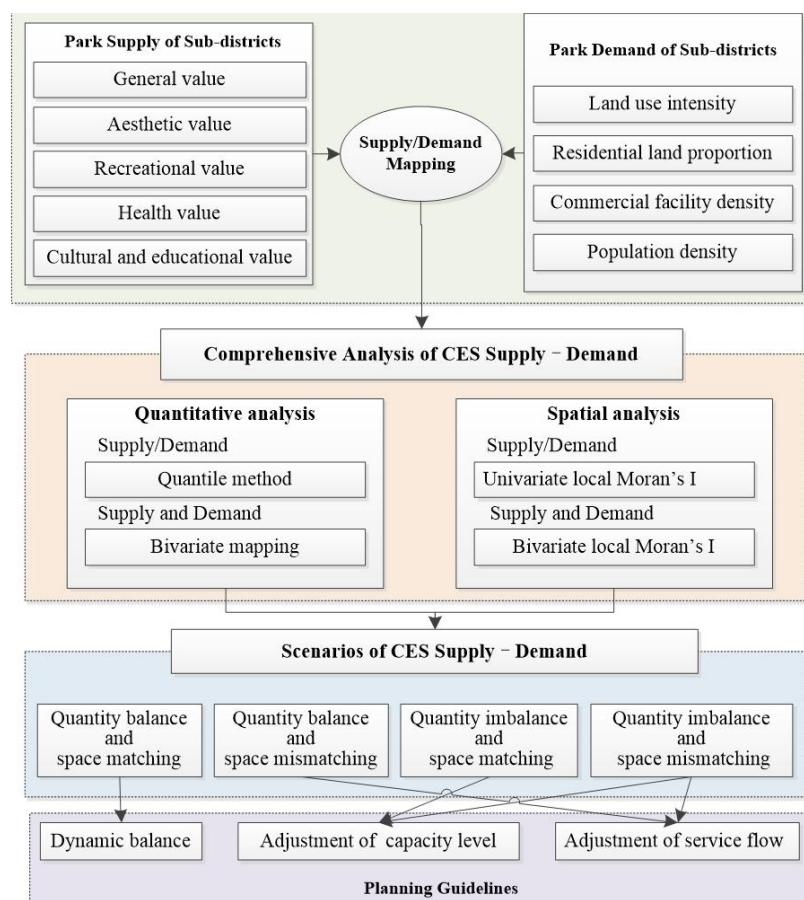 Park Supply of Sub-districts
General value
Aesthetic value
Recreational value
Health value
Cultural and educational value
Supply/Demand
Mapping
Park Demand of Sub-districts
Land use intensity
Residential land proportion
Commercial facility density
Population density
Comprehensive Analysis of CES Supply－Demand
Quantitative analysis
Supply/Demand
Quantile method
Supply and Demand
Bivariate mapping
Spatial analysis
Supply/Demand
Univariate local Moran's I
Supply and Demand
Bivariate local Moran's I
Scenarios of CES Supply－Demand
Quantity balance
and
space matching
Quantity balance
and
space mismatching
Quantity imbalance
and
space matching
Quantity imbalance
and
space mismatching
Dynamic balance
Adjustment of capacity level
Adjustment of service flow
Planning Guidelines